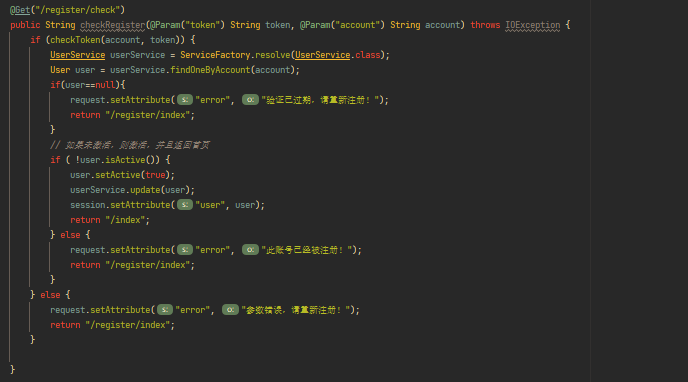 @Get("/register/check")
public String checkRegister(@Param("token") String token, @Param("account") String account) throws IOException {
if (checkToken(account, token)) {
UserService userService = ServiceFactory.resolve(UserService.class);
User user = userService.findOneByAccount(account);
if(user==null){
request.setAttribute( s: "error", o: "验证已过期，请重新注册！");
return "/register/index";
}
// 如果未激活，则激活，并且返回首页
if ( !user.isActive()) {
user.setActive(true);
userService.update(user);
session.setAttribute( s: "user", user);
return "/index";
} else {
request.setAttribute( s: "error", o: "此账号已经被注册！");
return "/register/index";
}
} else {
request.setAttribute( s: "error", o: "参数错误，请重新注册！");
return "/register/index";
}
}